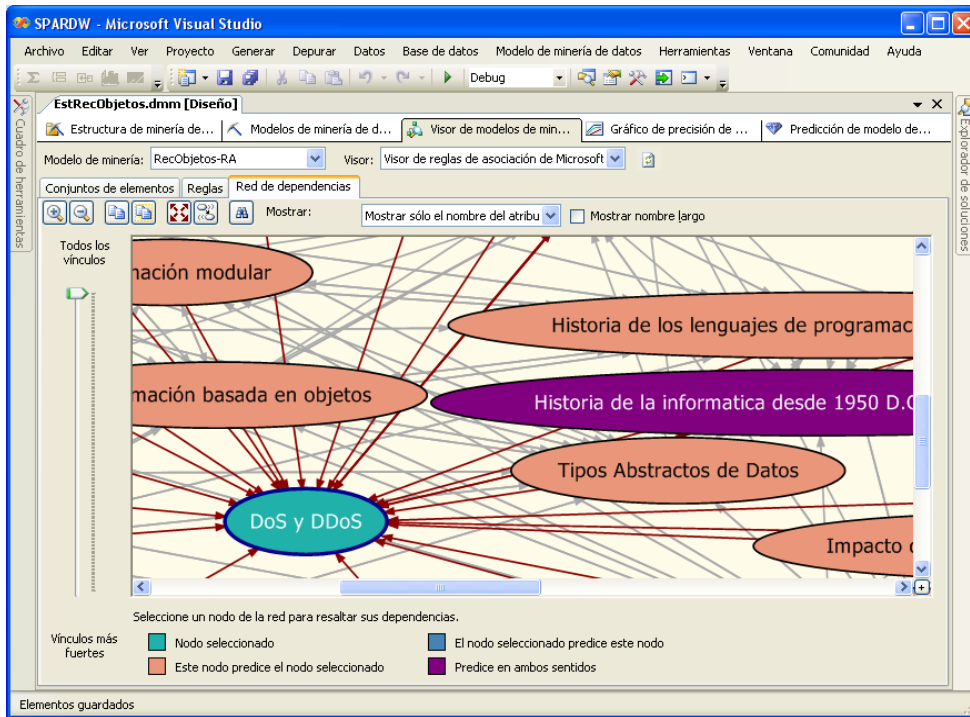 SPARDW - Microsoft Visual Studio
Archivo Editar Ver Proyecto Generar Depurar Datos Base de datos Modelo de minería de datos Herramientas Ventana Comunidad Ayuda
Debug
EstRecObjetos.dmm [Diseño]
Estructura de minería de... Modelos de minería de d... Visor de modelos de min... Gráfico de precisión de ... Predicción de modelo de...
Cuadro de herramientas
Explorador de soluciones
Modelo de minería: RecObjetos-RA Visor: Visor de reglas de asociación de Microsoft
Conjuntos de elementos Reglas Red de dependencias
Mostrar: Mostrar sólo el nombre del atribu Mostrar nombre largo
Todos los vínculos
mación modular
Historia de los lenguajes de programac
mación basada en objetos
Historia de la informatica desde 1950 D.C
Tipos Abstractos de Datos
DoS y DDoS
Impacto
Seleccione un nodo de la red para resaltar sus dependencias.
Vínculos más fuertes
Nodo seleccionado El nodo seleccionado predice este nodo
Este nodo predice el nodo seleccionado Predice en ambos sentidos
Elementos guardados